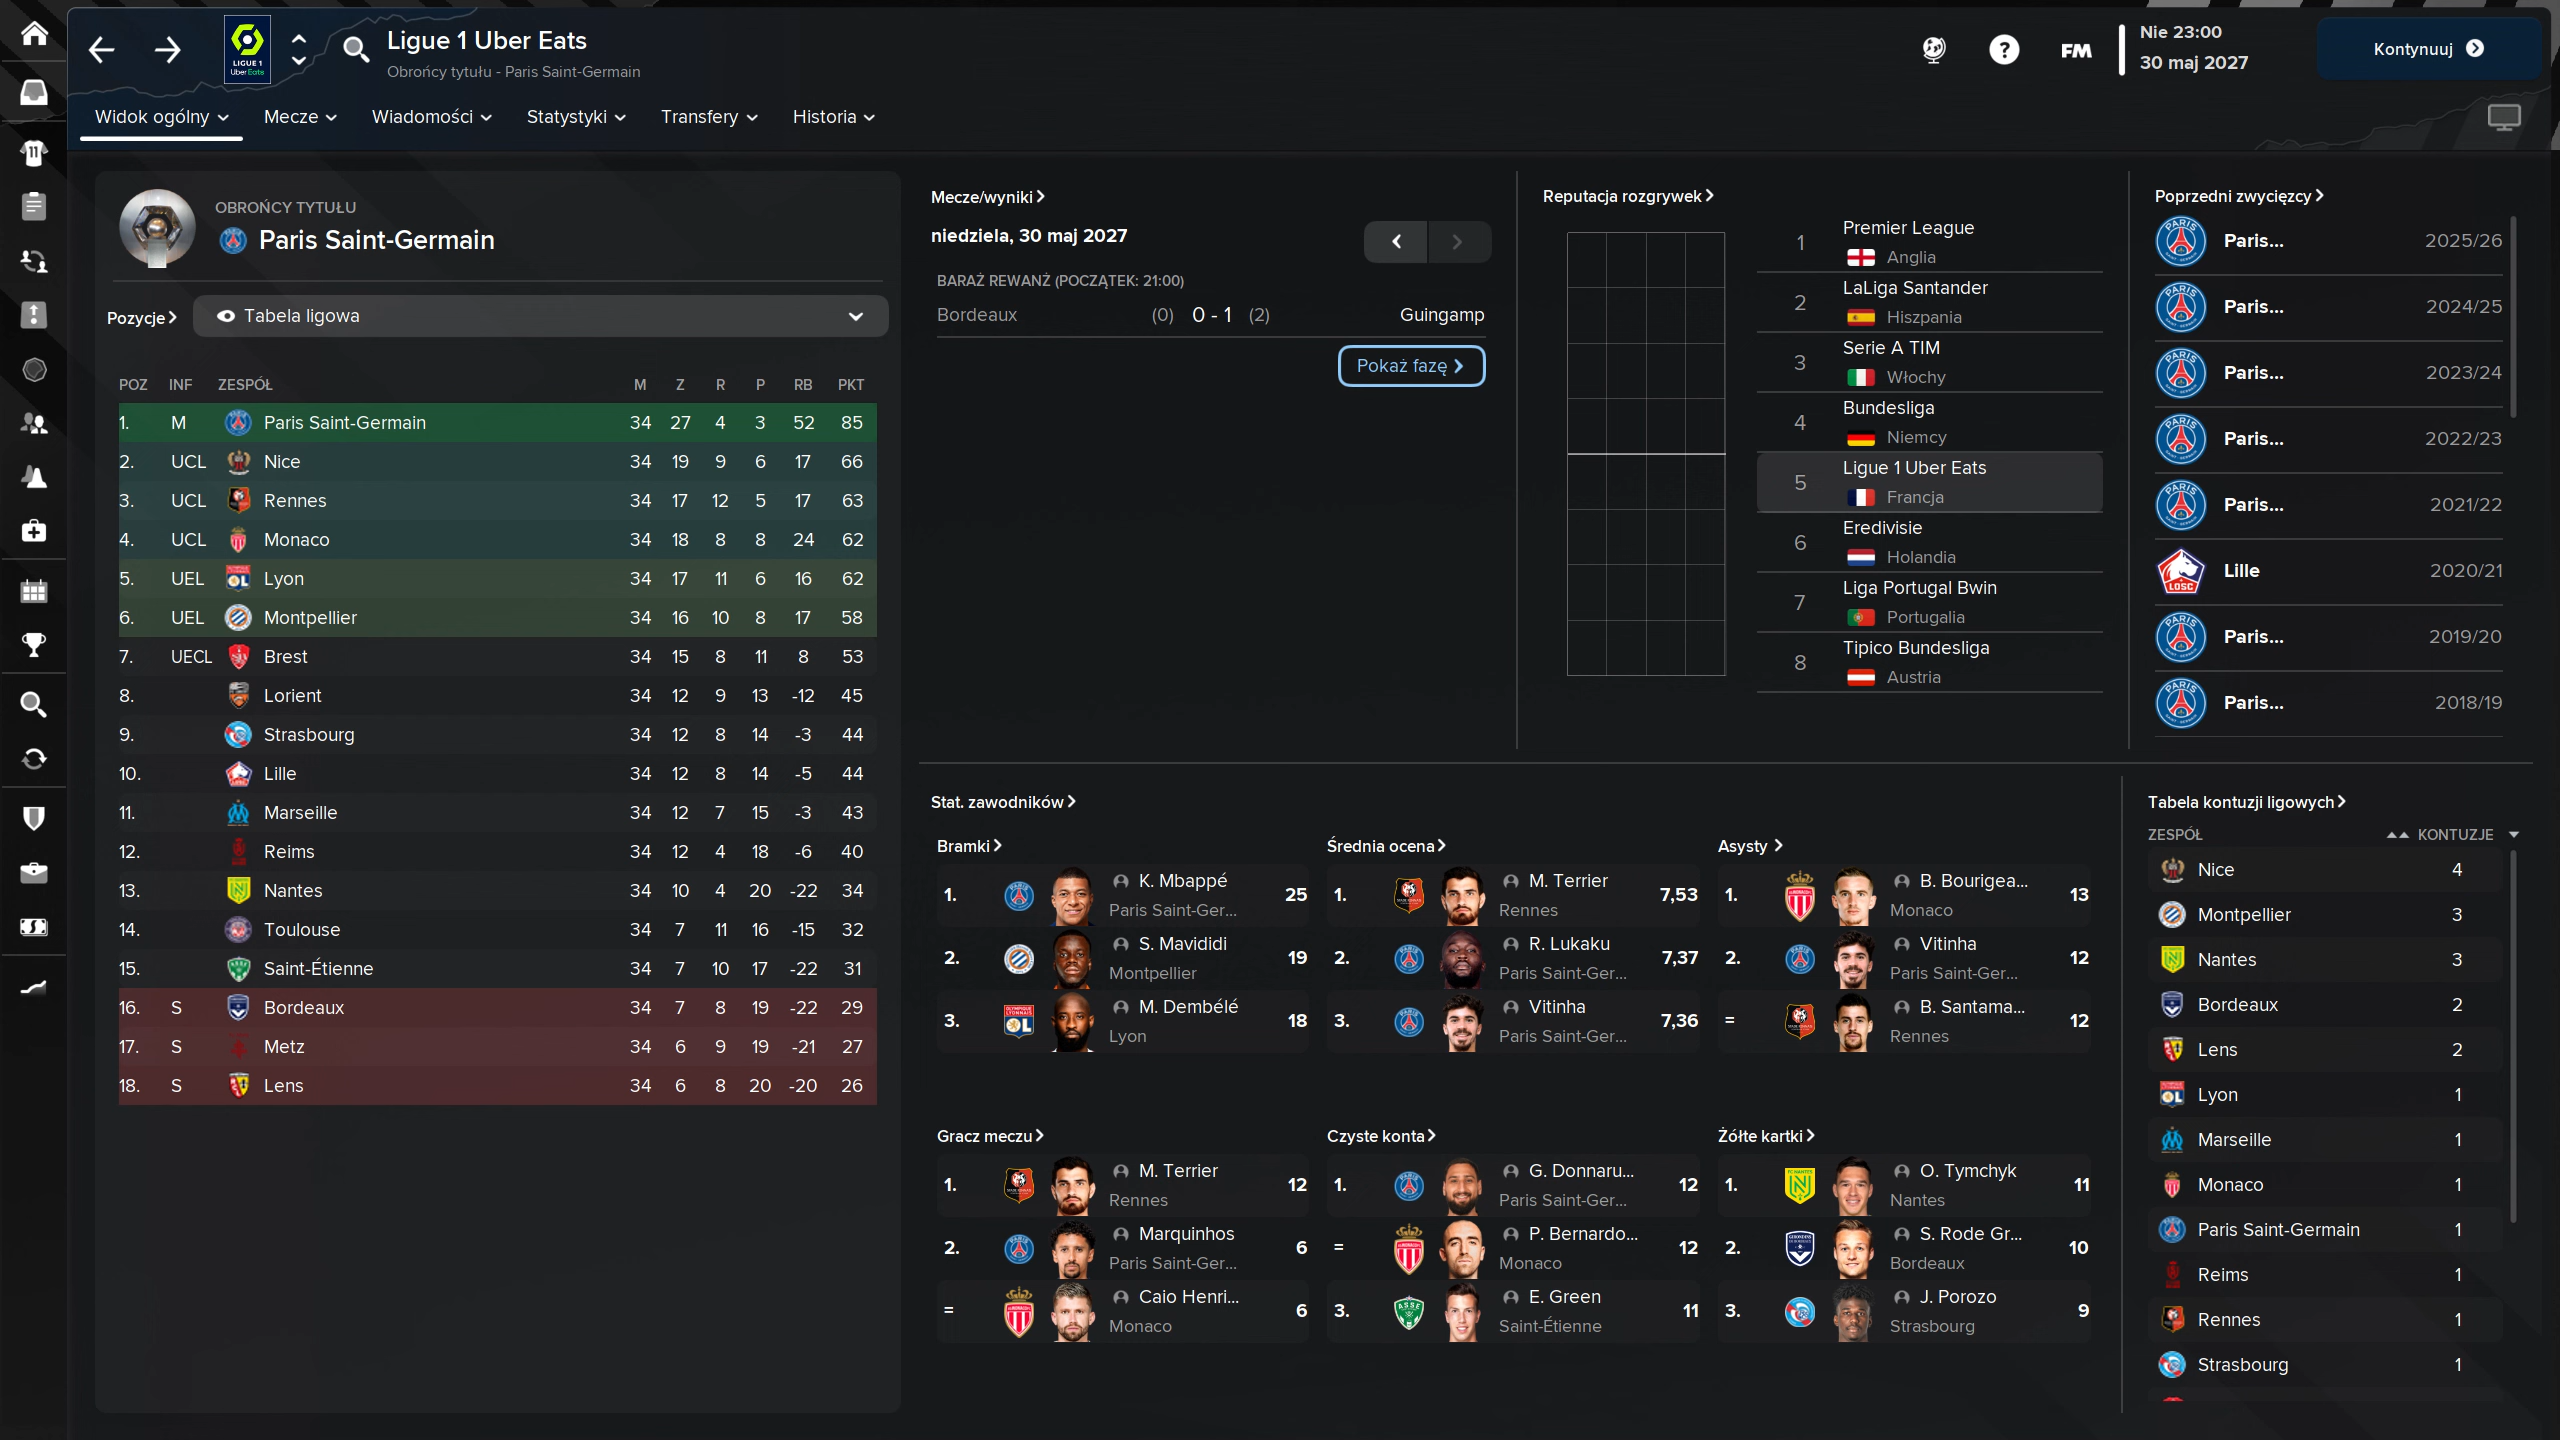 LIGUE 1
Uber Eats
Ligue 1 Uber Eats
Obrońcy tytułu - Paris Saint-Germain
FM
Nie 23:00
30 maj 2027
Kontynuuj
Widok ogólny
Mecze
Wiadomości
Statystyki
Transfery
Historia
OBROŃCY TYTUŁU
Paris Saint-Germain
Pozycje
Tabela ligowa
POZ INF ZESPÓŁ M Z R P RB PKT
1. M Paris Saint-Germain 34 27 4 3 52 85
2. UCL Nice 34 19 9 6 17 66
3. UCL Rennes 34 17 12 5 17 63
4. UCL Monaco 34 18 8 8 24 62
5. UEL Lyon 34 17 11 6 16 62
6. UEL Montpellier 34 16 10 8 17 58
7. UECL Brest 34 15 8 11 8 53
8. Lorient 34 12 9 13 -12 45
9. Strasbourg 34 12 8 14 -3 44
10. Lille 34 12 8 14 -5 44
11. Marseille 34 12 7 15 -3 43
12. Reims 34 12 4 18 -6 40
13. Nantes 34 10 4 20 -22 34
14. Toulouse 34 7 11 16 -15 32
15. Saint-Étienne 34 7 10 17 -22 31
16. S Bordeaux 34 7 8 19 -22 29
17. S Metz 34 6 9 19 -21 27
18. S Lens 34 6 8 20 -20 26
Mecze/wyniki
niedziela, 30 maj 2027
BARAŻ REWANŻ (POCZĄTEK: 21:00)
Bordeaux (0) 0 - 1 (2) Guingamp
Pokaż fazę
Reputacja rozgrywek
1 Premier League
Anglia
2 LaLiga Santander
Hiszpania
3 Serie A TIM
Włochy
4 Bundesliga
Niemcy
5 Ligue 1 Uber Eats
Francja
6 Eredivisie
Holandia
7 Liga Portugal Bwin
Portugalia
8 Tipico Bundesliga
Austria
Poprzedni zwycięzcy
Paris... 2025/26
Paris... 2024/25
Paris... 2023/24
Paris... 2022/23
Paris... 2021/22
Lille 2020/21
Paris... 2019/20
Paris... 2018/19
Stat. zawodników
Bramki
1. K. Mbappé 25
Paris Saint-Ger...
2. S. Mavididi 19
Montpellier
3. M. Dembélé 18
Lyon
Średnia ocena
1. M. Terrier 7,53
Rennes
2. R. Lukaku 7,37
Paris Saint-Ger...
3. Vitinha 7,36
Paris Saint-Ger...
Asysty
1. B. Bourigea... 13
Monaco
2. Vitinha 12
Paris Saint-Ger...
= B. Santama... 12
Rennes
Gracz meczu
1. M. Terrier 12
Rennes
2. Marquinhos 6
Paris Saint-Ger...
= Caio Henri... 6
Monaco
Czyste konta
1. G. Donnaru... 12
Paris Saint-Ger...
= P. Bernardo... 12
Monaco
3. E. Green 11
Saint-Étienne
Żółte kartki
1. O. Tymchyk 11
Nantes
2. S. Rode Gr... 10
Bordeaux
3. J. Porozo 9
Strasbourg
Tabela kontuzji ligowych
ZESPÓŁ KONTUZJE
Nice 4
Montpellier 3
Nantes 3
Bordeaux 2
Lens 2
Lyon 1
Marseille 1
Monaco 1
Paris Saint-Germain 1
Reims 1
Rennes 1
Strasbourg 1